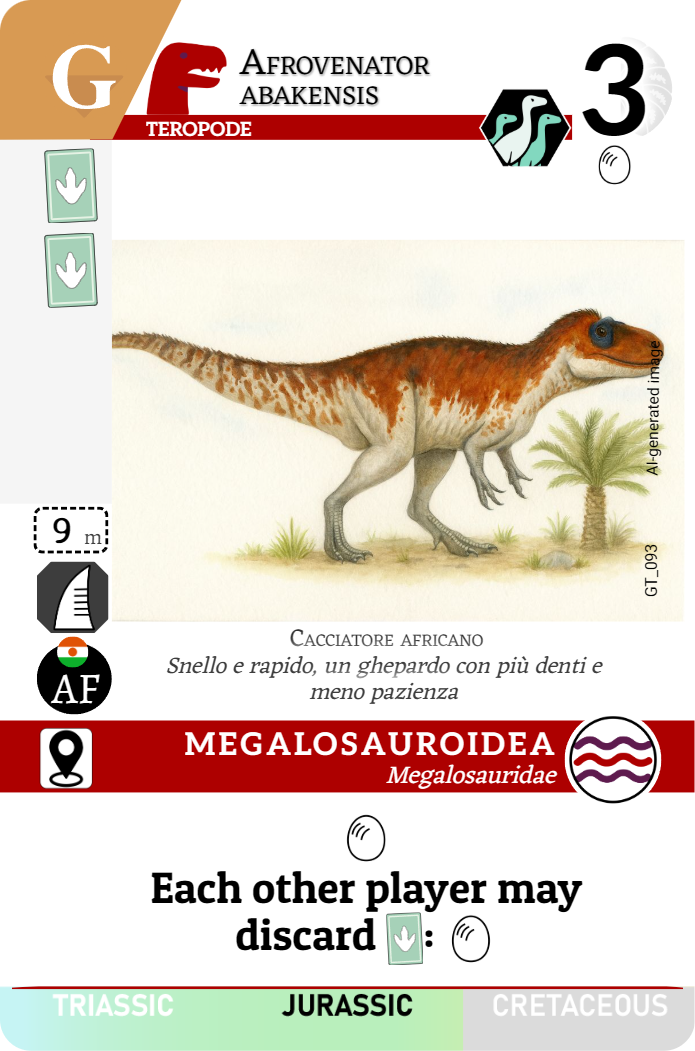 G
AFROVENATOR
ABAKENSIS
3
TEROPODE
AI-generated image
9 m
GT_093
AF
CACCIATORE AFRICANO
Snello e rapido, un ghepardo con più denti e
meno pazienza
MEGALOSAUROIDEA
Megalosauridae
Each other player may
discard :
TRIASSIC JURASSIC CRETACEOUS